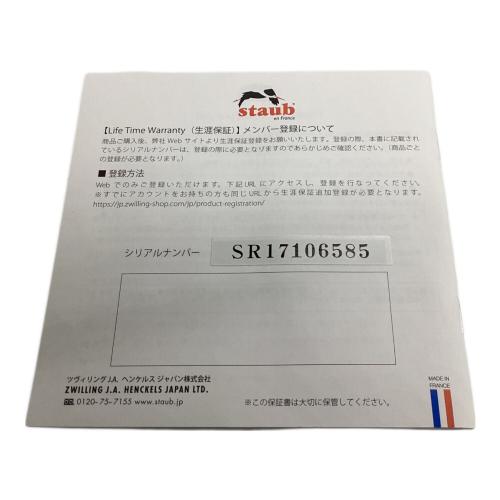 staub
en France
【Life Time Warranty（生涯保証）】メンバー登録について
商品ご購入後、弊社 Web サイトより生涯保証登録をお願いいたします。登録の際、本書に記載され
ているシリアルナンバーは、登録の際に必要となりますのであらかじめご確認ください。（商品ごと
の登録が必要となります。）
■ 登録方法
Web でのみご登録いただけます。下記 URL にアクセスし、登録を行なってください。
※すでにアカウントをお持ちの方も同じ URL から生涯保証追加登録が必要となります。
https://jp.zwilling-shop.com/jp/product-registration/
シリアルナンバー SR17106585
ツヴィリング J.A. ヘンケルス ジャパン株式会社
ZWILLING J.A. HENCKELS JAPAN LTD.
0120-75-7155 www.staub.jp
※この保証書は大切に保管してください。
MADE IN
FRANCE